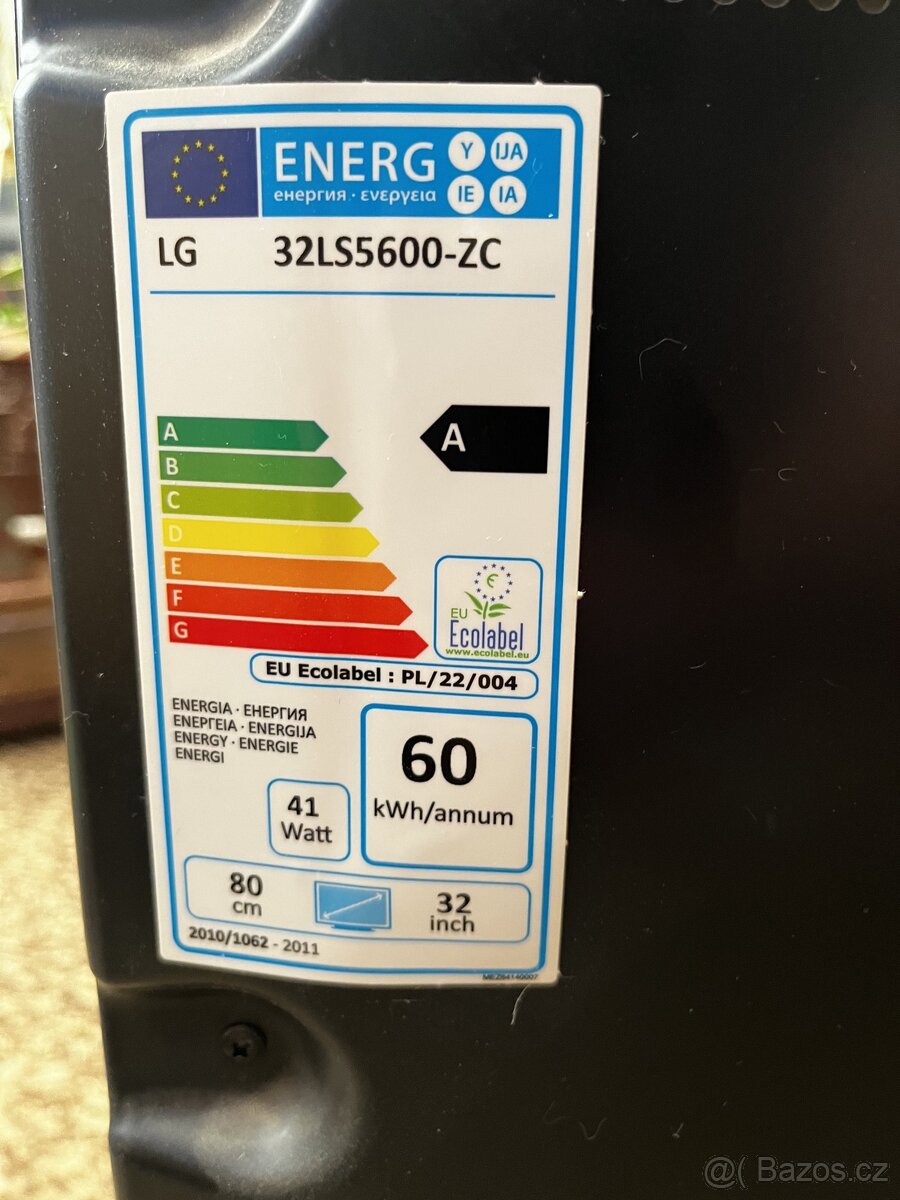 ENERG Y IJA
енергия · ενεργεια IE IA
LG 32LS5600-ZC
A
A
B
C
D
E
F
G
EU
Ecolabel
www.ecolabel.eu
EU Ecolabel : PL/22/004
ENERGIA · ЕНЕРГИЯ
ΕΝΕΡΓΕΙΑ · ENERGIJA
ENERGY · ENERGIE
ENERGI
60
kWh/annum
41
Watt
80
cm
32
inch
2010/1062 - 2011
MEZ64140007
@( Bazos.cz